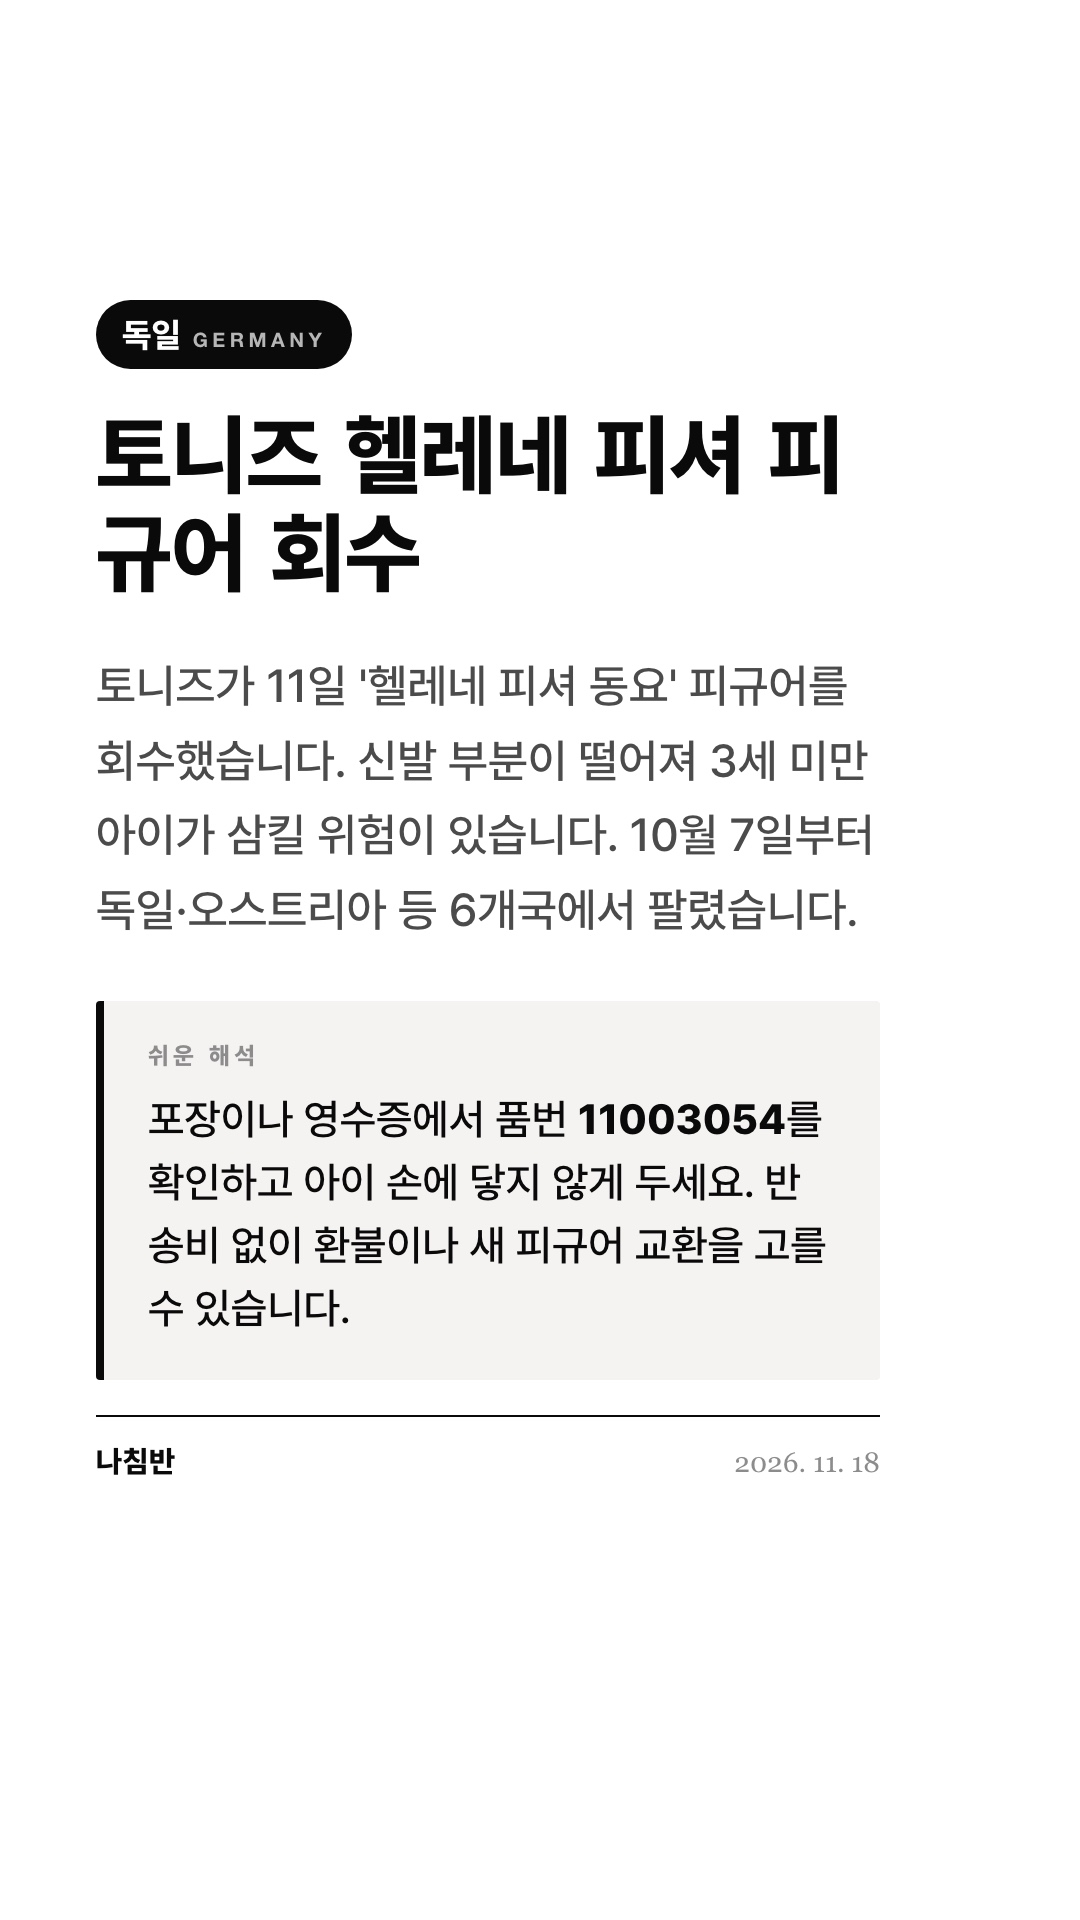 독일 GERMANY
토니즈 헬레네 피셔 피
규어 회수
토니즈가 11일 '헬레네 피셔 동요' 피규어를
회수했습니다. 신발 부분이 떨어져 3세 미만
아이가 삼킬 위험이 있습니다. 10월 7일부터
독일·오스트리아 등 6개국에서 팔렸습니다.
쉬운 해석
포장이나 영수증에서 품번 11003054를
확인하고 아이 손에 닿지 않게 두세요. 반
송비 없이 환불이나 새 피규어 교환을 고를
수 있습니다.
나침반
2026. 11. 18